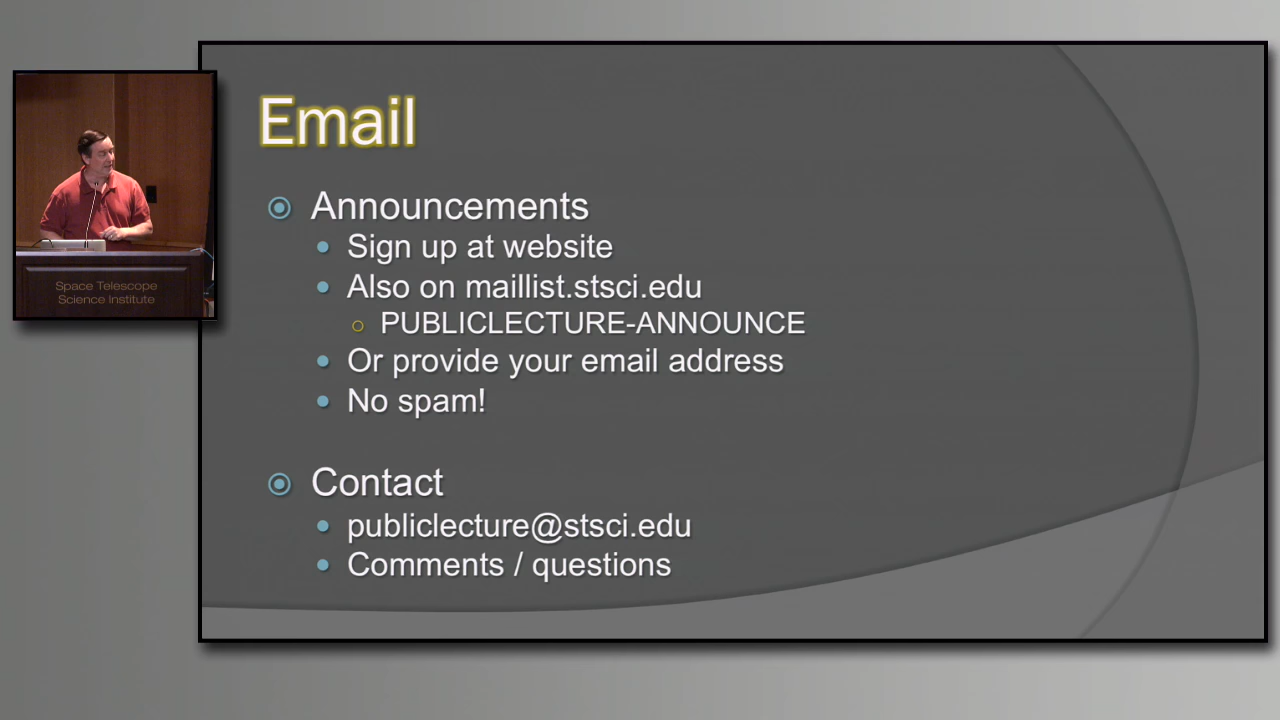 Email
Announcements
Sign up at website
Also on maillist.stsci.edu
PUBLICLECTURE-ANNOUNCE
Or provide your email address
No spam!
Contact
publiclecture@stsci.edu
Comments / questions
Space Telescope
Science Institute